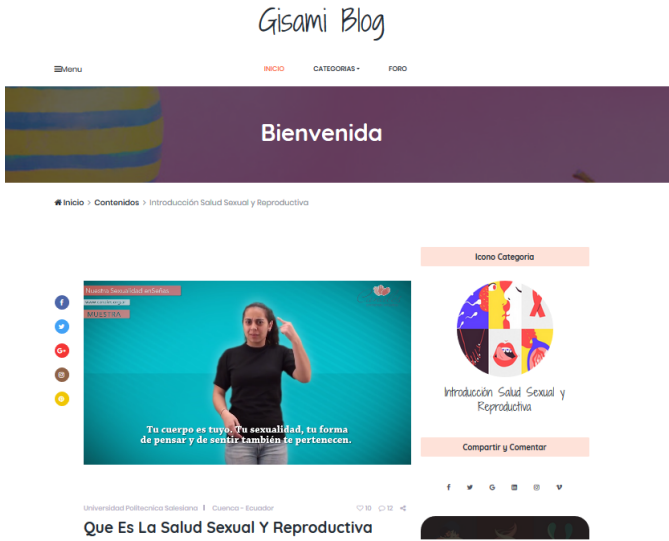 Gisami Blog
Menu
INICIO CATEGORIAS FORO
Bienvenida
Inicio > Contenidos > Introducción Salud Sexual y Reproductiva
Icono Categoria
Nuestra Sexualidad enSeñas
MUESTRA
Tu cuerpo es tuyo. Tu sexualidad, tu forma
de pensar y de sentir también te pertenecen.
Introducción Salud Sexual y
Reproductiva
Compartir y Comentar
Universidad Politecnica Salesiana | Cuenca - Ecuador
10 12
Que Es La Salud Sexual Y Reproductiva